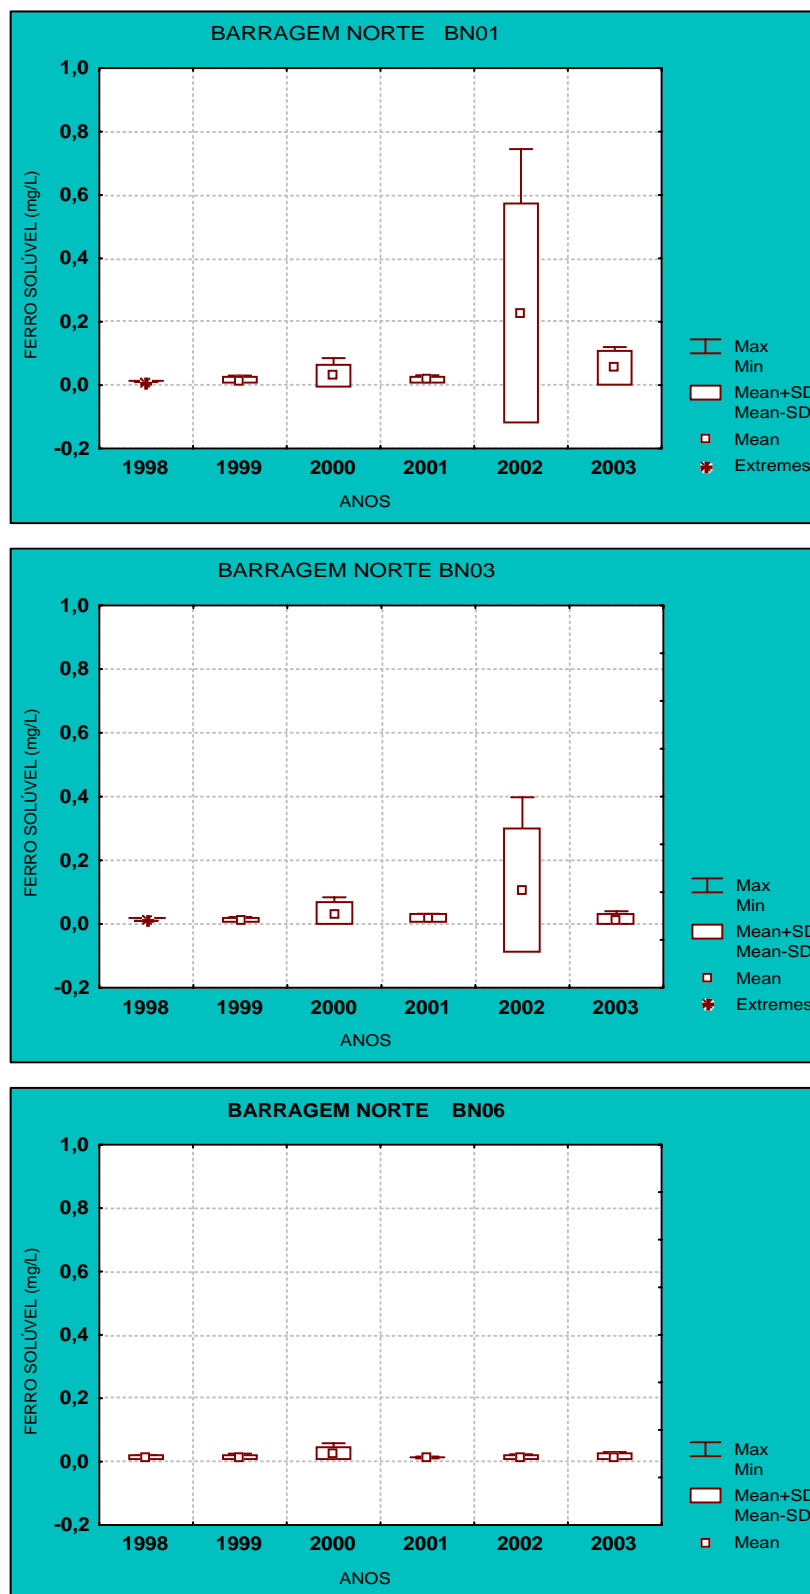 BARRAGEM NORTE BN01
FERRO SOLÚVEL (mg/L)
1,0
0,8
0,6
0,4
0,2
0,0
-0,2
1998 1999 2000 2001 2002 2003
ANOS
Max
Min
Mean+SD
Mean-SD
Mean
Extremes
BARRAGEM NORTE BN03
FERRO SOLÚVEL (mg/L)
1,0
0,8
0,6
0,4
0,2
0,0
-0,2
1998 1999 2000 2001 2002 2003
ANOS
Max
Min
Mean+SD
Mean-SD
Mean
Extremes
BARRAGEM NORTE BN06
FERRO SOLÚVEL (mg/L)
1,0
0,8
0,6
0,4
0,2
0,0
-0,2
1998 1999 2000 2001 2002 2003
ANOS
Max
Min
Mean+SD
Mean-SD
Mean